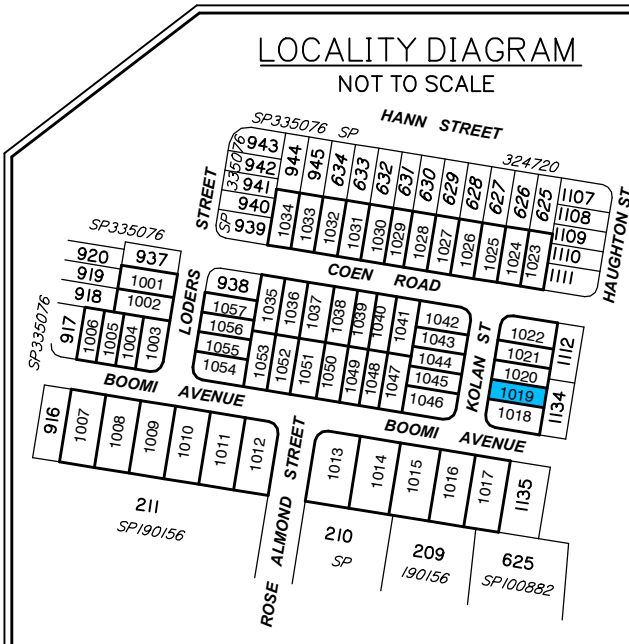 LOCALITY DIAGRAM
NOT TO SCALE
HANN STREET
SP335076 SP 324720
943 944 945 634 633 632 631 630 629 628 627 626 625 1107
942 1108
941 1109
940 1110
939 1111
SP 335076
STREET
HAUGHTON ST
1034 1033 1032 1031 1030 1029 1028 1027 1026 1025 1024 1023
COEN ROAD
SP335076
920 937
919 1001
918 1002
917 1006 1005 1004 1003
SP335076
LODERS
938 1035 1036 1037 1038 1039 1040 1041 1042
1057 1043
1056 1044
1055 1045
1054 1053 1052 1051 1050 1049 1048 1047 1046
KOLAN ST
1022 1112
1021
1020
1019 1134
1018
BOOMI AVENUE
BOOMI AVENUE
916 1007 1008 1009 1010 1011 1012
ROSE ALMOND STREET
1013 1014 1015 1016 1017 1135
211
SP190156
210
SP
209
190156
625
SP100882